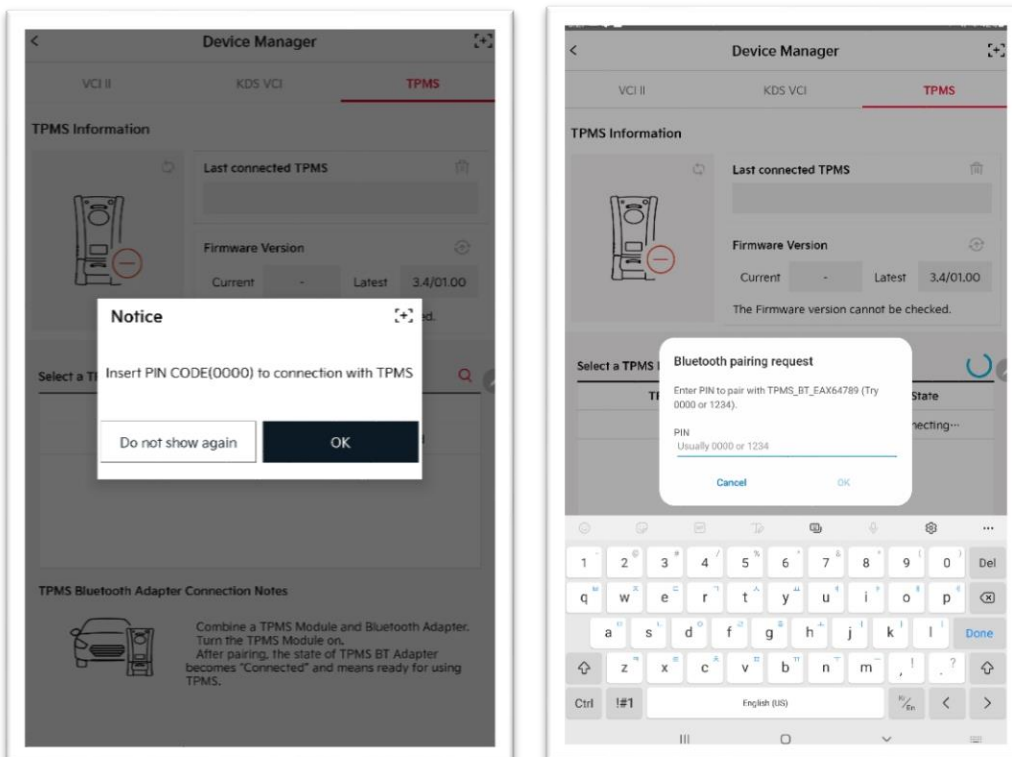 Device Manager
VCI II
KDS VCI
TPMS
TPMS Information
Last connected TPMS
Firmware Version
Current
-
Latest
3.4/01.00
Notice
Insert PIN CODE(0000) to connection with TPMS
Do not show again
OK
TPMS Bluetooth Adapter Connection Notes
Combine a TPMS Module and Bluetooth Adapter.
Turn the TPMS Module on.
After pairing, the state of TPMS BT Adapter
becomes "Connected" and means ready for using
TPMS.
Device Manager
VCI II
KDS VCI
TPMS
TPMS Information
Last connected TPMS
Firmware Version
Current
-
Latest
3.4/01.00
The Firmware version cannot be checked.
Select a TPMS
State
Bluetooth pairing request
Enter PIN to pair with TPMS_BT_EAX64789 (Try
0000 or 1234).
PIN
Usually 0000 or 1234
Cancel
OK
1 2 3 4 5 6 7 8 9 0 Del
q w e r t y u i o p
a s d f g h j k l Done
z x c v b n m , ! . ?
Ctrl !#1 English (US) < >